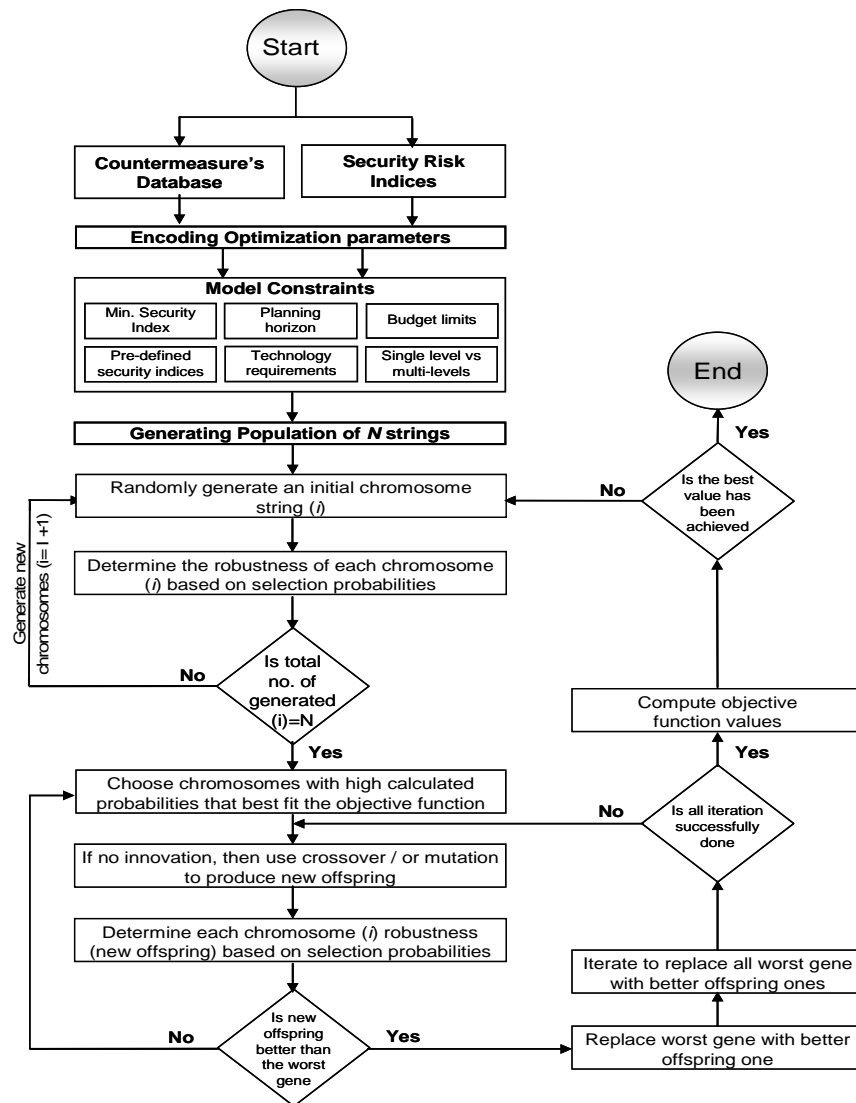 Start
Countermeasure's
Database
Security Risk
Indices
Encoding Optimization parameters
Model Constraints
Min. Security
Index
Planning
horizon
Budget limits
Pre-defined
security indices
Technology
requirements
Single level vs
multi-levels
Generating Population of N strings
Randomly generate an initial chromosome
string (i)
Determine the robustness of each chromosome
(i) based on selection probabilities
Generate new
chromosomes (i= I +1)
No
Is total
no. of
generated
(i)=N
Yes
Choose chromosomes with high calculated
probabilities that best fit the objective function
If no innovation, then use crossover / or mutation
to produce new offspring
Determine each chromosome (i) robustness
(new offspring) based on selection probabilities
No
Is new
offspring
better than
the worst
gene
Yes
Replace worst gene with better
offspring one
Iterate to replace all worst gene
with better offspring ones
Is all iteration
successfully
done
No
Yes
Compute objective
function values
Is the best
value has
been
achieved
No
Yes
End